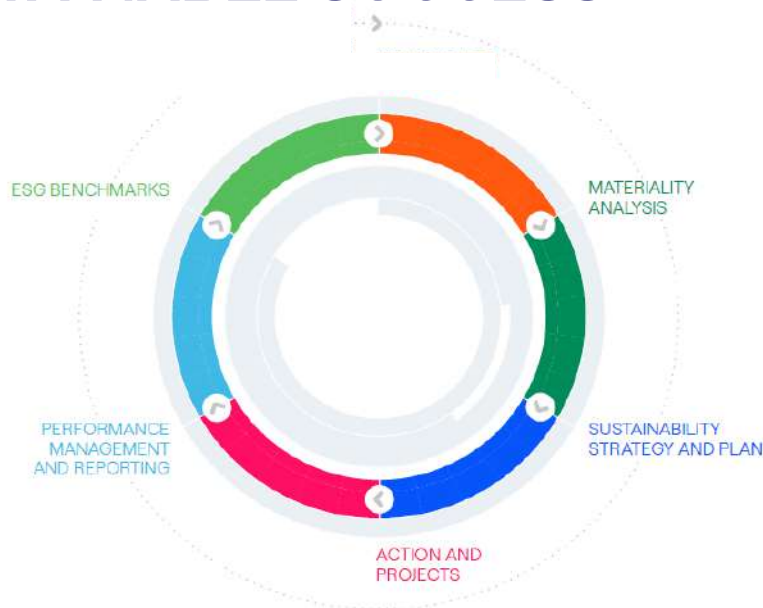 ESG BENCHMARKS
MATERIALITY
ANALYSIS
PERFORMANCE
MANAGEMENT
AND REPORTING
SUSTAINABILITY
STRATEGY AND PLAN
ACTION AND
PROJECTS